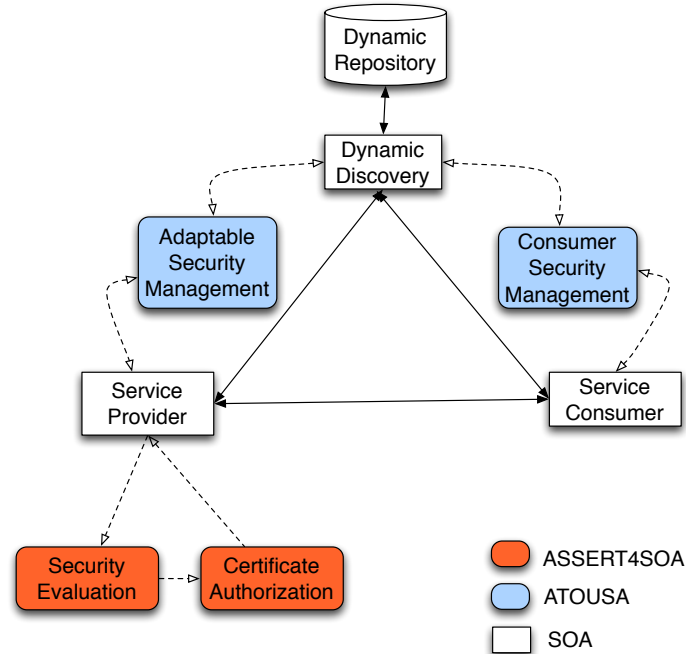 Dynamic
Repository
Dynamic
Discovery
Adaptable
Security
Management
Consumer
Security
Management
Service
Provider
Service
Consumer
Security
Evaluation
Certificate
Authorization
ASSERT4SOA
ATOUSA
SOA